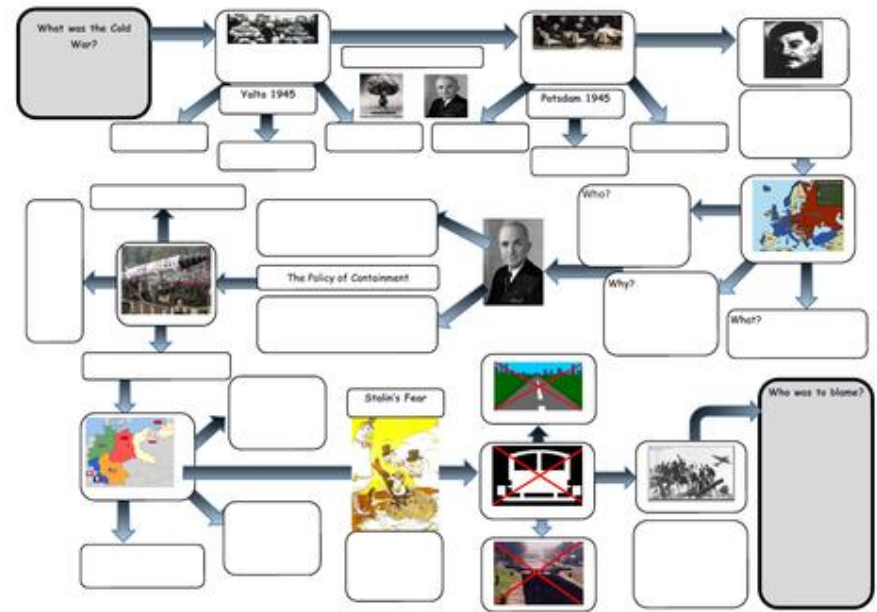 What was the Cold
War?
Yalta 1945
Potsdam 1945
Who?
Why?
What?
The Policy of Containment
Stalin's Fear
Who was to blame?